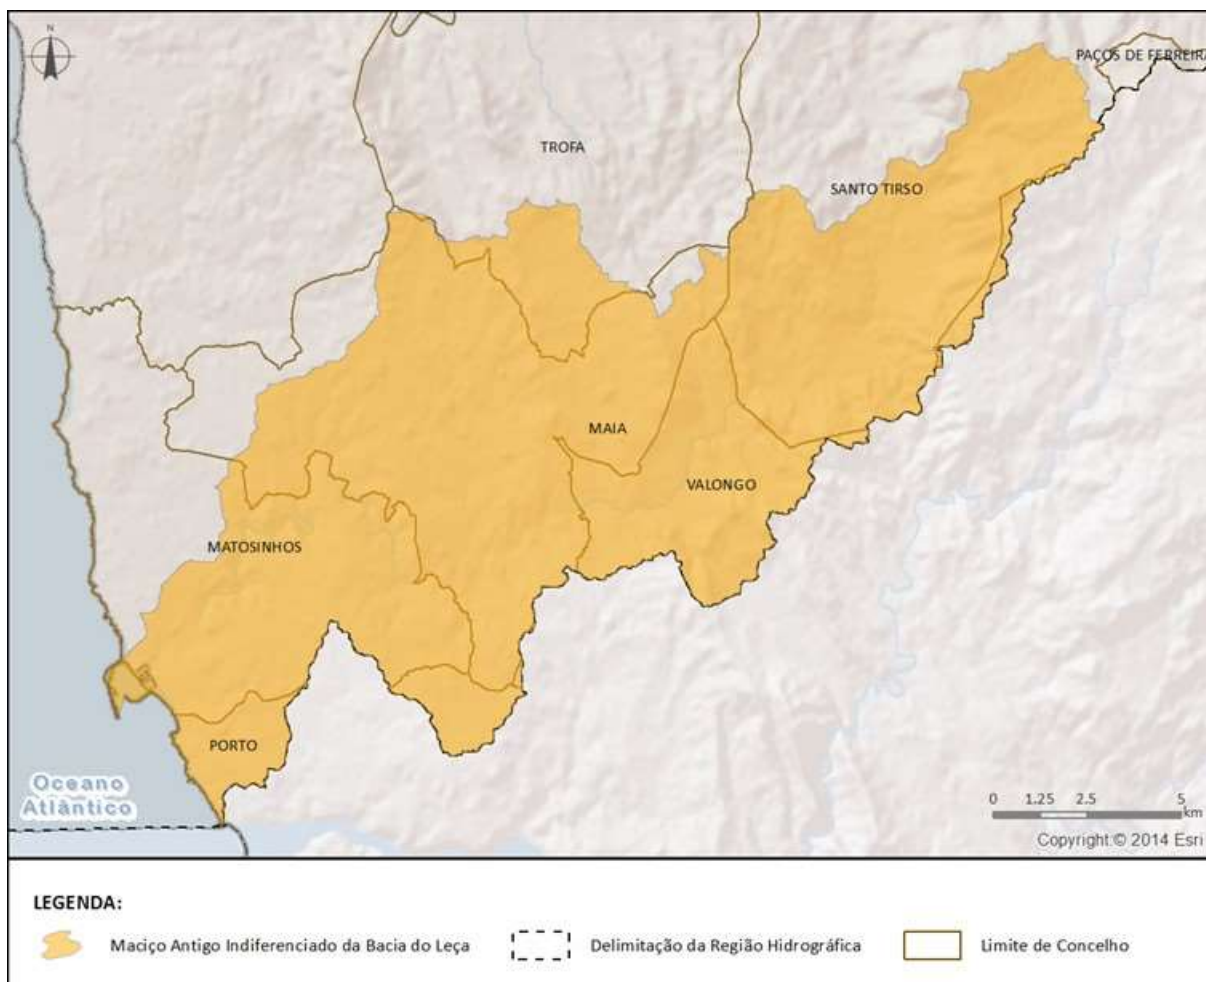 N
PAÇOS DE FERREIRA
TROFA
SANTO TIRSO
MAIA
VALONGO
MATOSINHOS
PORTO
Oceano
Atlântico
0 1.25 2.5 5
km
Copyright:© 2014 Esri
LEGENDA:
Maciço Antigo Indiferenciado da Bacia do Leça
Delimitação da Região Hidrográfica
Limite de Concelho